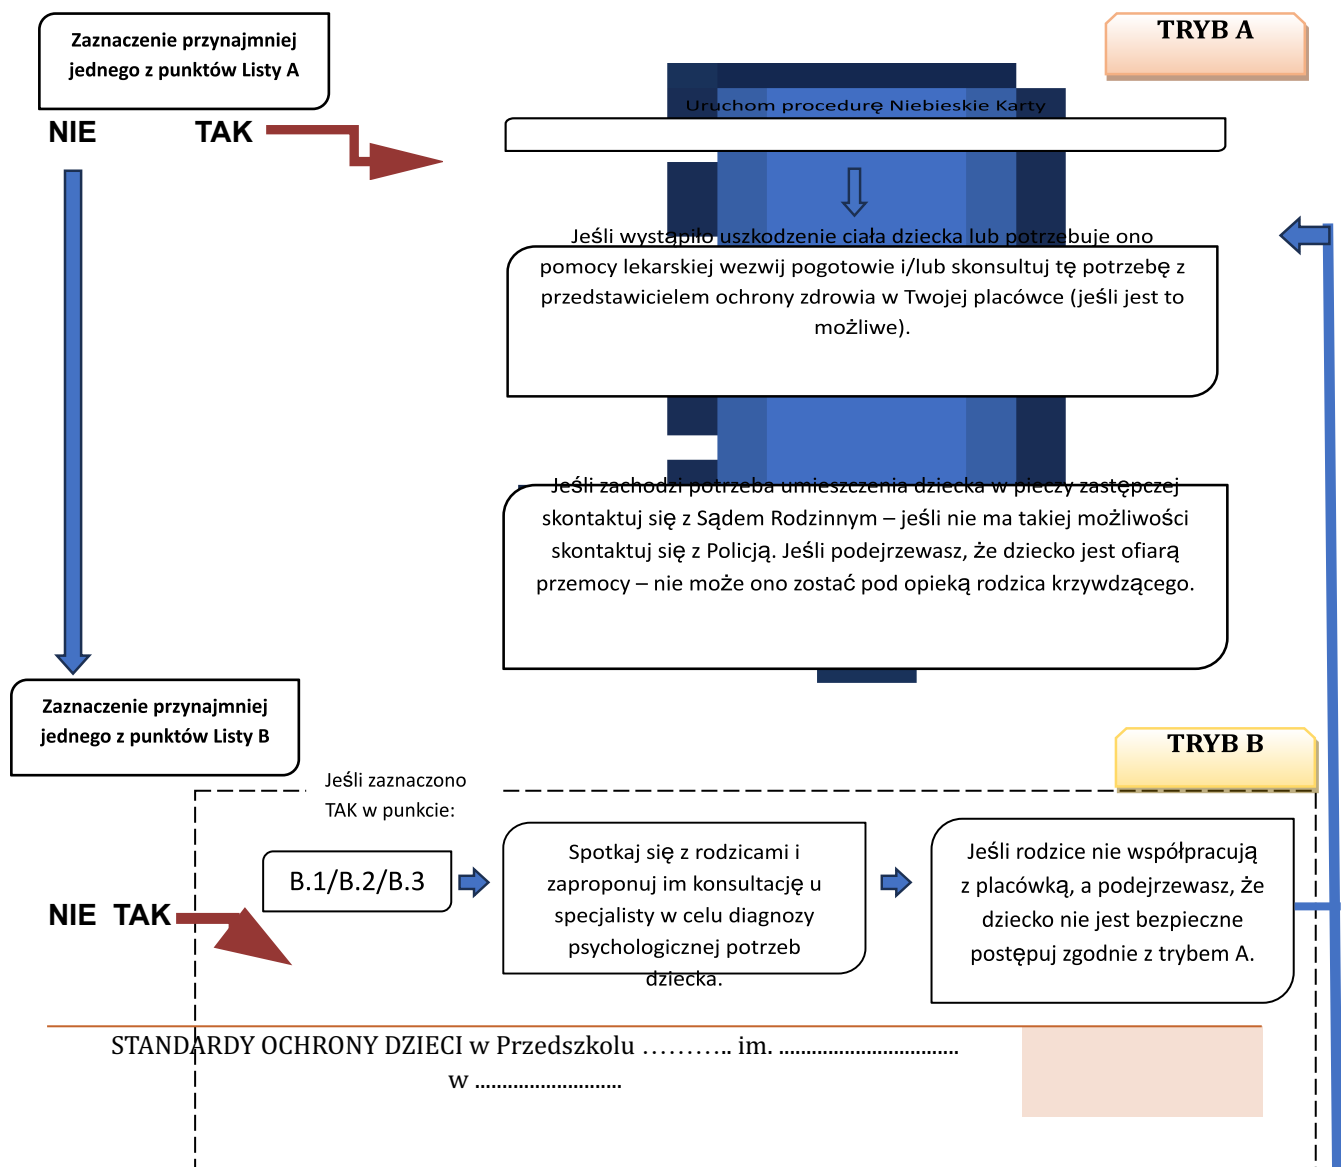 Zaznaczenie przynajmniej
jednego z punktów Listy A
TRYB A
NIE TAK
Uruchom procedurę Niebieskie Karty
Jeśli wystąpiło uszkodzenie ciała dziecka lub potrzebuje ono
pomocy lekarskiej wezwij pogotowie i/lub skonsultuj tę potrzebę z
przedstawicielem ochrony zdrowia w Twojej placówce (jeśli jest to
możliwe).
Jeśli zachodzi potrzeba umieszczenia dziecka w pieczy zastępczej
skontaktuj się z Sądem Rodzinnym – jeśli nie ma takiej możliwości
skontaktuj się z Policją. Jeśli podejrzewasz, że dziecko jest ofiarą
przemocy – nie może ono zostać pod opieką rodzica krzywdzącego.
Zaznaczenie przynajmniej
jednego z punktów Listy B
TRYB B
Jeśli zaznaczono
TAK w punkcie:
NIE TAK
B.1/B.2/B.3
Spotkaj się z rodzicami i
zaproponuj im konsultację u
specjalisty w celu diagnozy
psychologicznej potrzeb
dziecka.
Jeśli rodzice nie współpracują
z placówką, a podejrzewasz, że
dziecko nie jest bezpieczne
postępuj zgodnie z trybem A.
STANDARDY OCHRONY DZIECI w Przedszkolu ……….. im. .................................
w ...........................